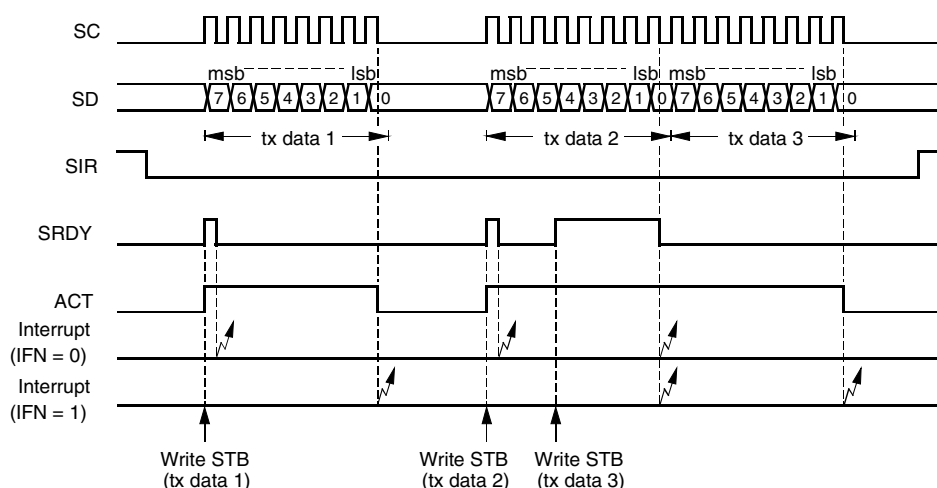 SC
msb lsb msb lsb msb lsb
SD 7 6 5 4 3 2 1 0 7 6 5 4 3 2 1 0 7 6 5 4 3 2 1 0
tx data 1 tx data 2 tx data 3
SIR
SRDY
ACT
Interrupt
(IFN = 0)
Interrupt
(IFN = 1)
Write STB Write STB Write STB
(tx data 1) (tx data 2) (tx data 3)